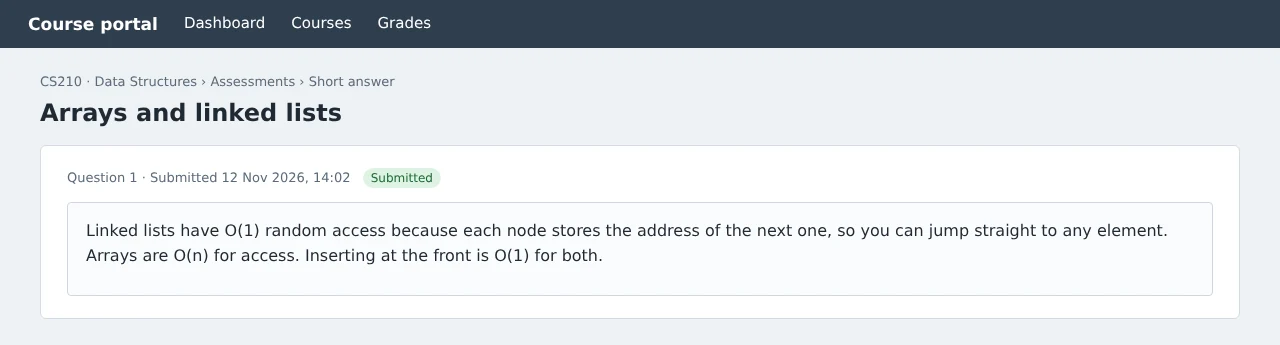 Course portal Dashboard Courses Grades
CS210 · Data Structures › Assessments › Short answer
Arrays and linked lists
Question 1 · Submitted 12 Nov 2026, 14:02 Submitted
Linked lists have O(1) random access because each node stores the address of the next one, so you can jump straight to any element.
Arrays are O(n) for access. Inserting at the front is O(1) for both.